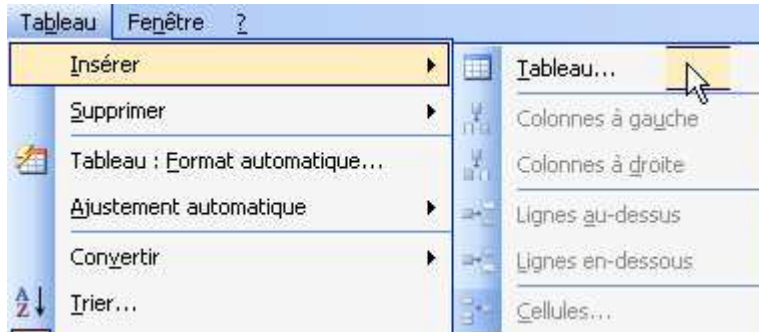 Tableau Fenêtre ?
Insérer
Supprimer
Tableau : Format automatique...
Ajustement automatique
Convertir
Trier...
Tableau...
Colonnes à gauche
Colonnes à droite
Lignes au-dessus
Lignes en-dessous
Cellules...